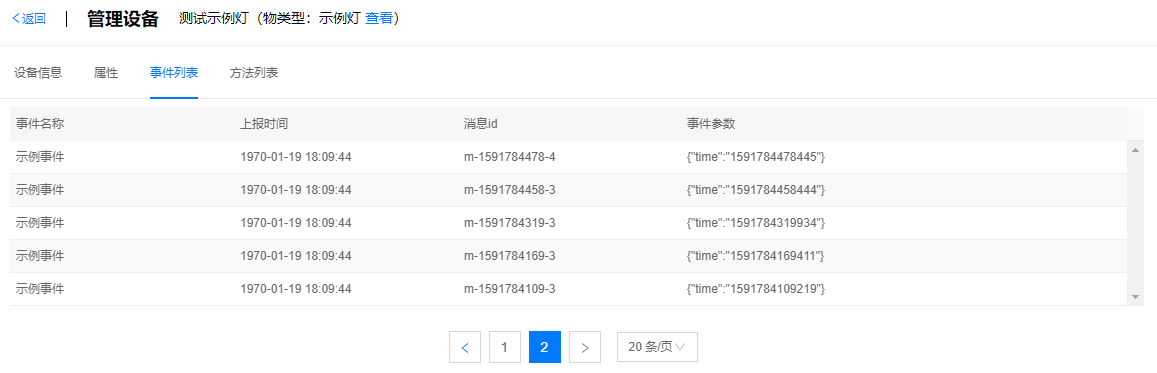 返回 管理设备 测试示例灯（物类型：示例灯 查看）
设备信息 属性 事件列表 方法列表
事件名称 上报时间 消息id 事件参数
示例事件 1970-01-19 18:09:44 m-1591784478-4 {"time":"1591784478445"}
示例事件 1970-01-19 18:09:44 m-1591784458-3 {"time":"1591784458444"}
示例事件 1970-01-19 18:09:44 m-1591784319-3 {"time":"1591784319934"}
示例事件 1970-01-19 18:09:44 m-1591784169-3 {"time":"1591784169411"}
示例事件 1970-01-19 18:09:44 m-1591784109-3 {"time":"1591784109219"}
< 1 2 > 20 条/页